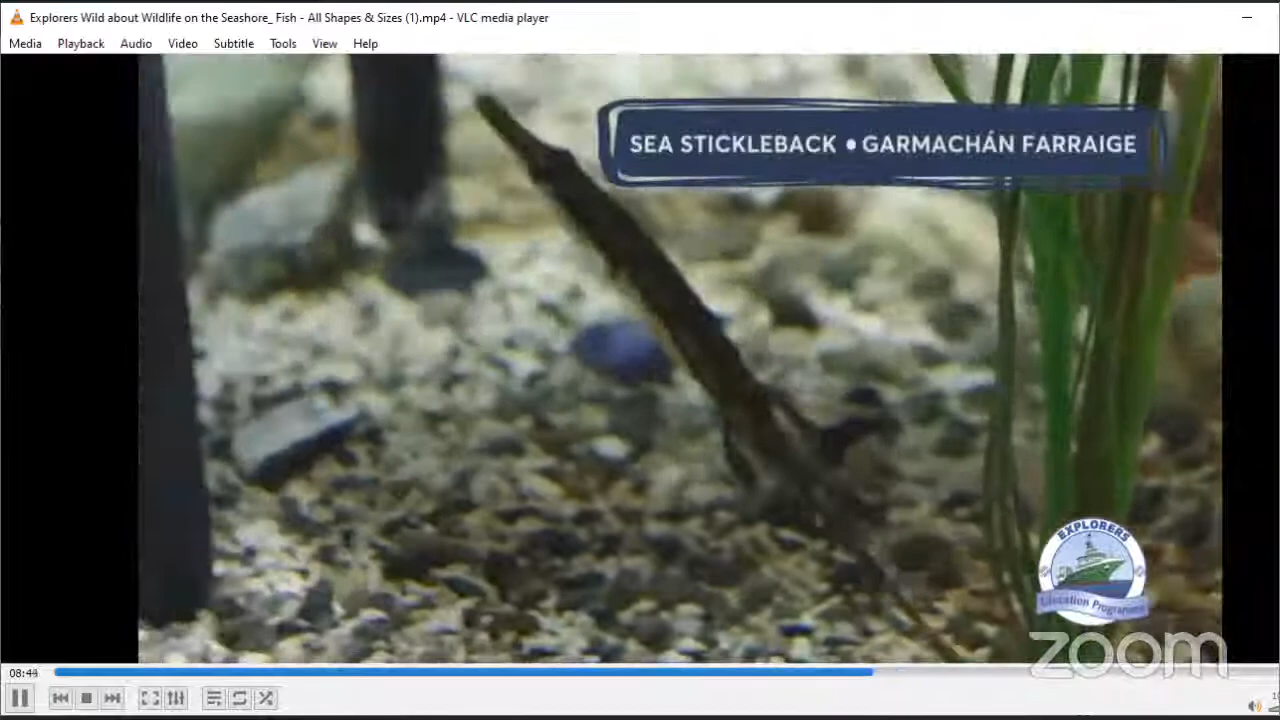 Explorers Wild about Wildlife on the Seashore_ Fish - All Shapes & Sizes (1).mp4 - VLC media player
Media Playback Audio Video Subtitle Tools View Help
SEA STICKLEBACK • GARMACHÁN FARRAIGE
EXPLORERS
Education Programme
zoom
08:44